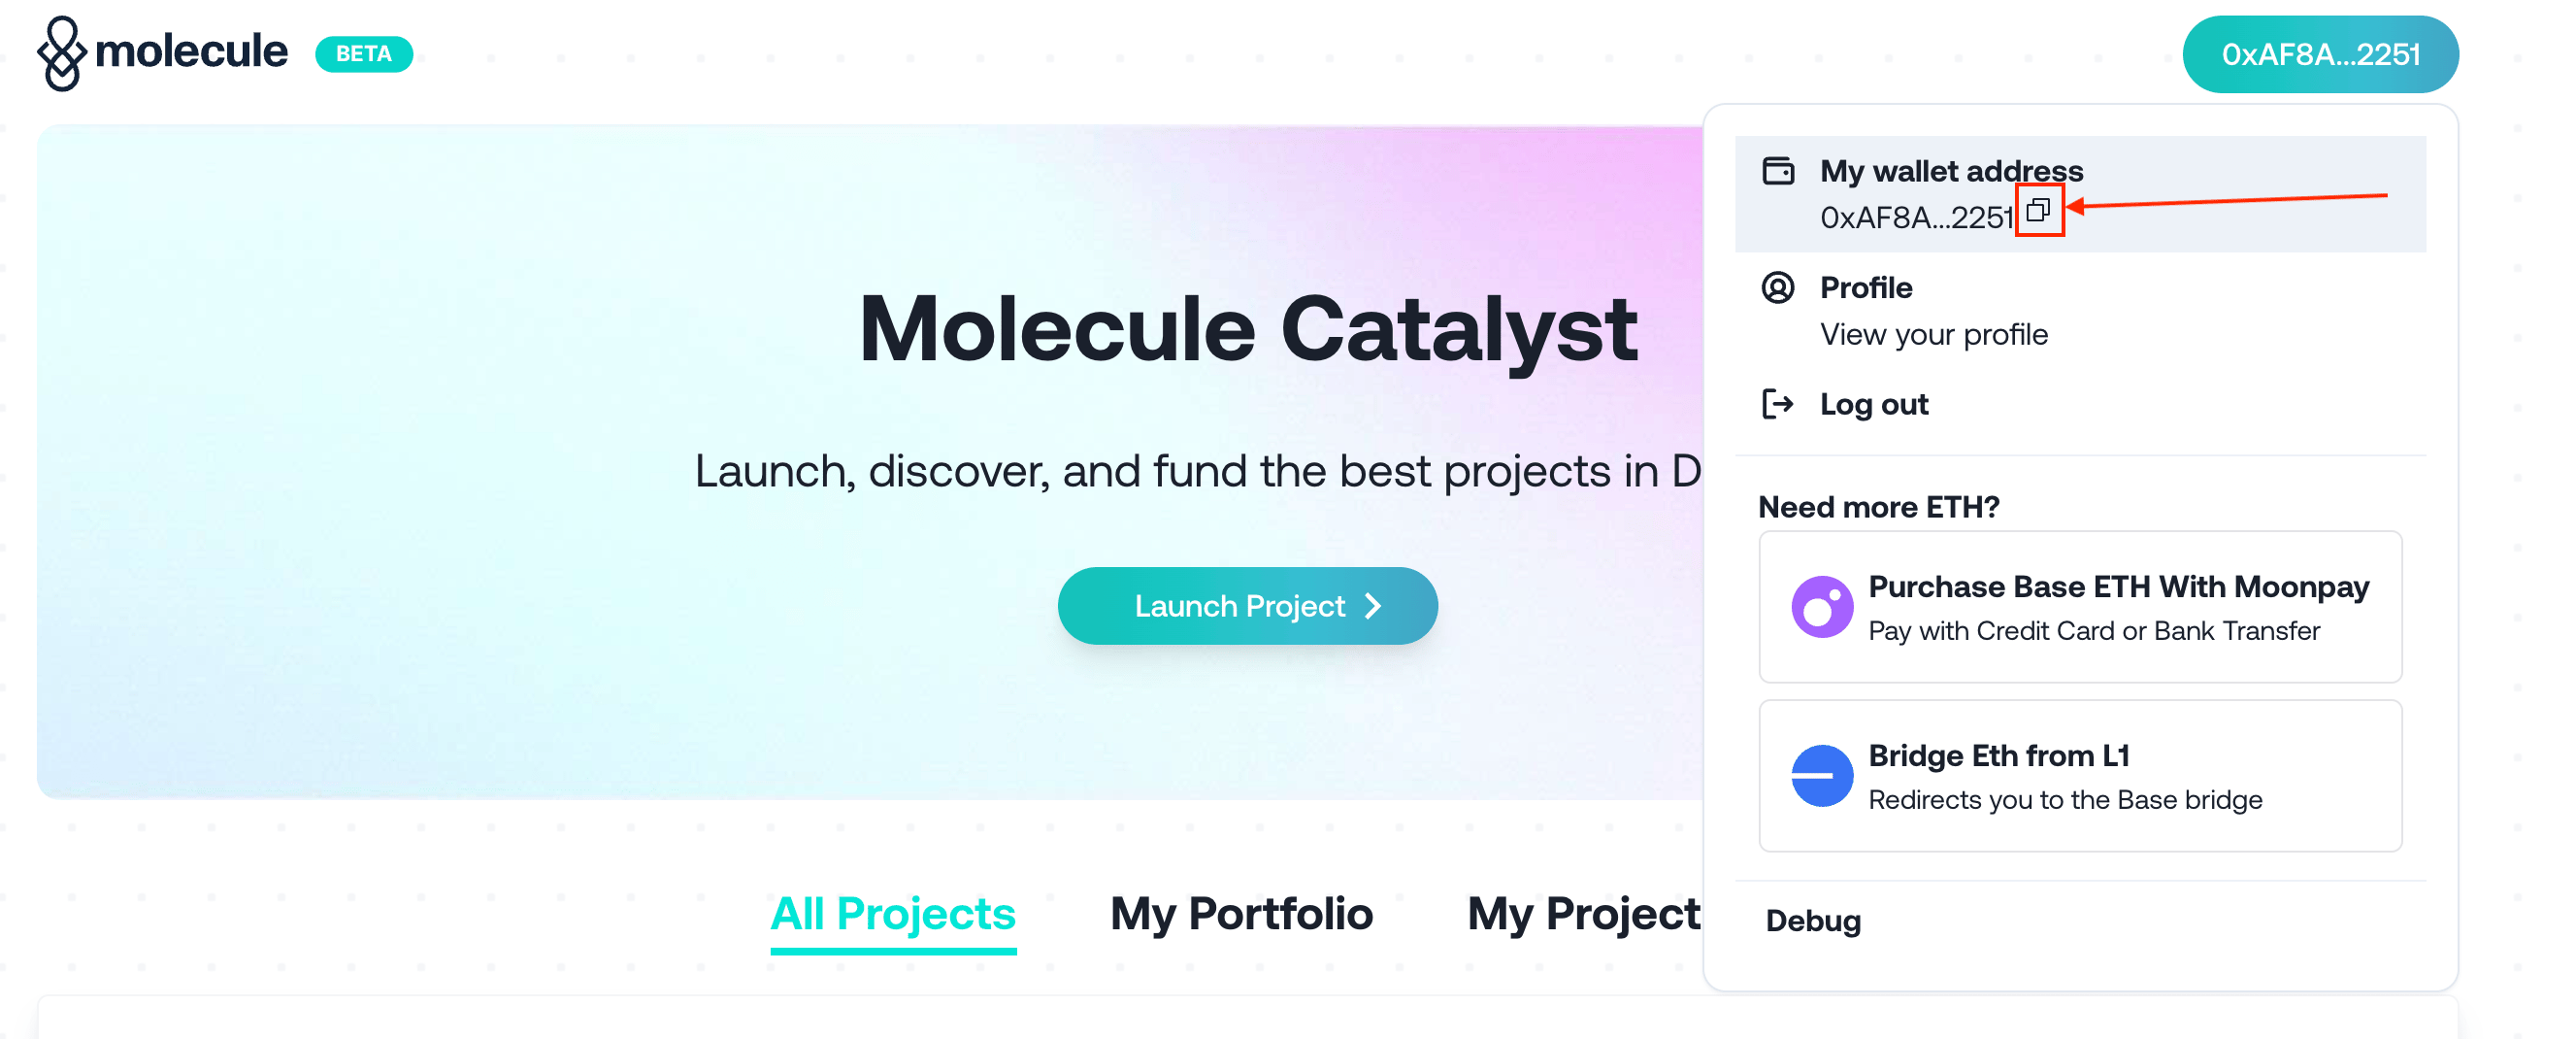 molecule BETA
0xAF8A...2251
My wallet address
0xAF8A...2251
Profile
View your profile
Log out
Need more ETH?
Purchase Base ETH With Moonpay
Pay with Credit Card or Bank Transfer
Bridge Eth from L1
Redirects you to the Base bridge
Debug
Molecule Catalyst
Launch, discover, and fund the best projects in D
Launch Project
All Projects My Portfolio My Project